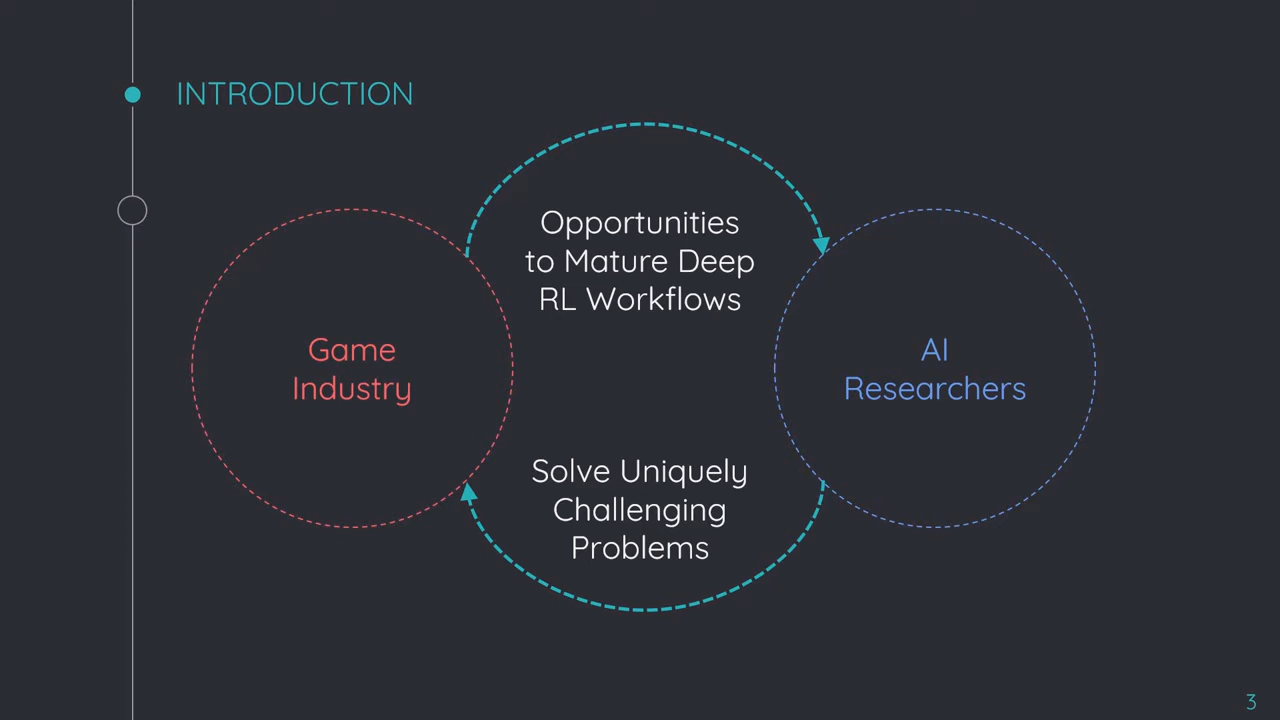 INTRODUCTION
Opportunities
to Mature Deep
RL Workflows
Game
Industry
AI
Researchers
Solve Uniquely
Challenging
Problems
3